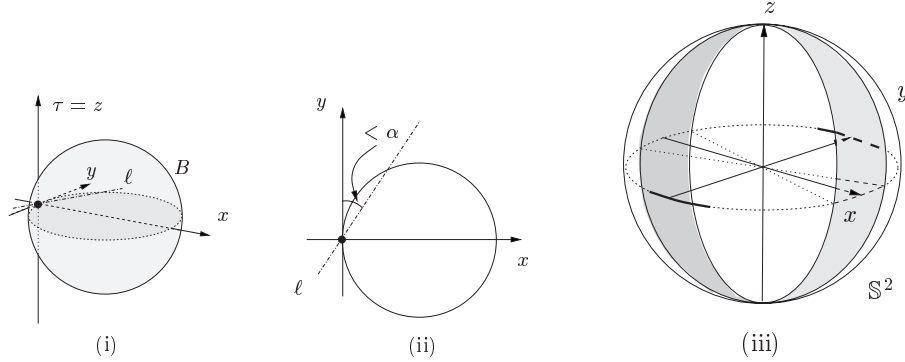 τ = z
y
ℓ
B
x
(i)
y
< α
ℓ
x
(ii)
z
y
x
𝕊²
(iii)